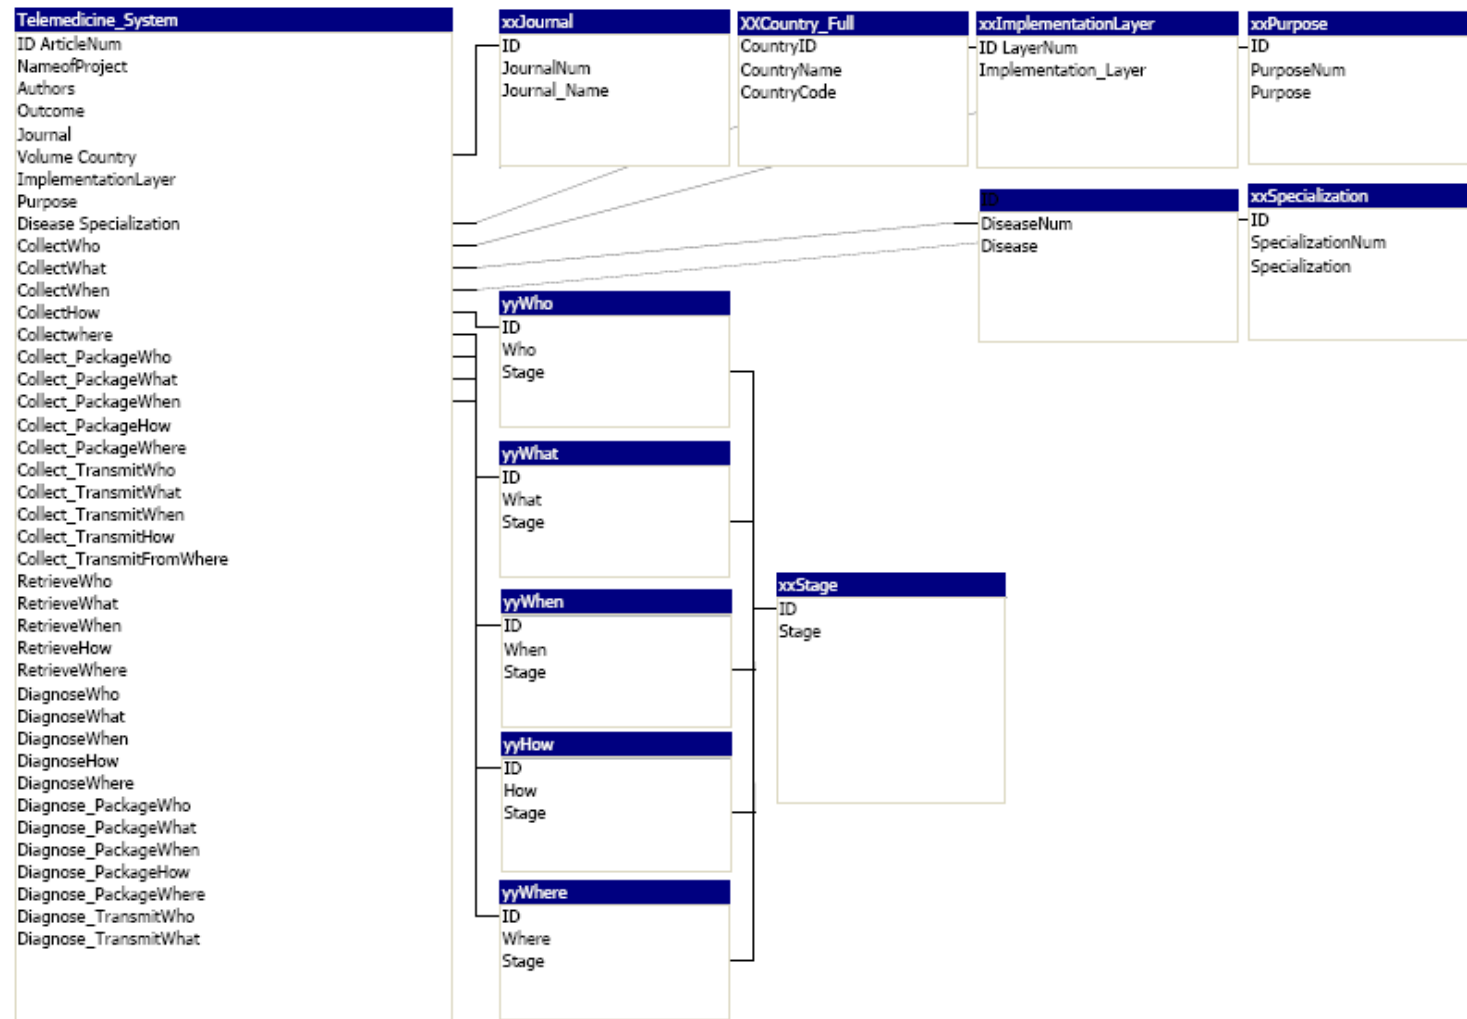 Telemedicine_System
ID ArticleNum
NameofProject
Authors
Outcome
Journal
Volume Country
ImplementationLayer
Purpose
Disease Specialization
CollectWho
CollectWhat
CollectWhen
CollectHow
Collectwhere
Collect_PackageWho
Collect_PackageWhat
Collect_PackageWhen
Collect_PackageHow
Collect_PackageWhere
Collect_TransmitWho
Collect_TransmitWhat
Collect_TransmitWhen
Collect_TransmitHow
Collect_TransmitFromWhere
RetrieveWho
RetrieveWhat
RetrieveWhen
RetrieveHow
RetrieveWhere
DiagnoseWho
DiagnoseWhat
DiagnoseWhen
DiagnoseHow
DiagnoseWhere
Diagnose_PackageWho
Diagnose_PackageWhat
Diagnose_PackageWhen
Diagnose_PackageHow
Diagnose_PackageWhere
Diagnose_TransmitWho
Diagnose_TransmitWhat
xxJournal
ID
JournalNum
Journal_Name
XXCountry_Full
CountryID
CountryName
CountryCode
xxImplementationLayer
ID LayerNum
Implementation_Layer
xxPurpose
ID
PurposeNum
Purpose
ID
DiseaseNum
Disease
xxSpecialization
ID
SpecializationNum
Specialization
yyWho
ID
Who
Stage
yyWhat
ID
What
Stage
yyWhen
ID
When
Stage
yyHow
ID
How
Stage
yyWhere
ID
Where
Stage
xxStage
ID
Stage